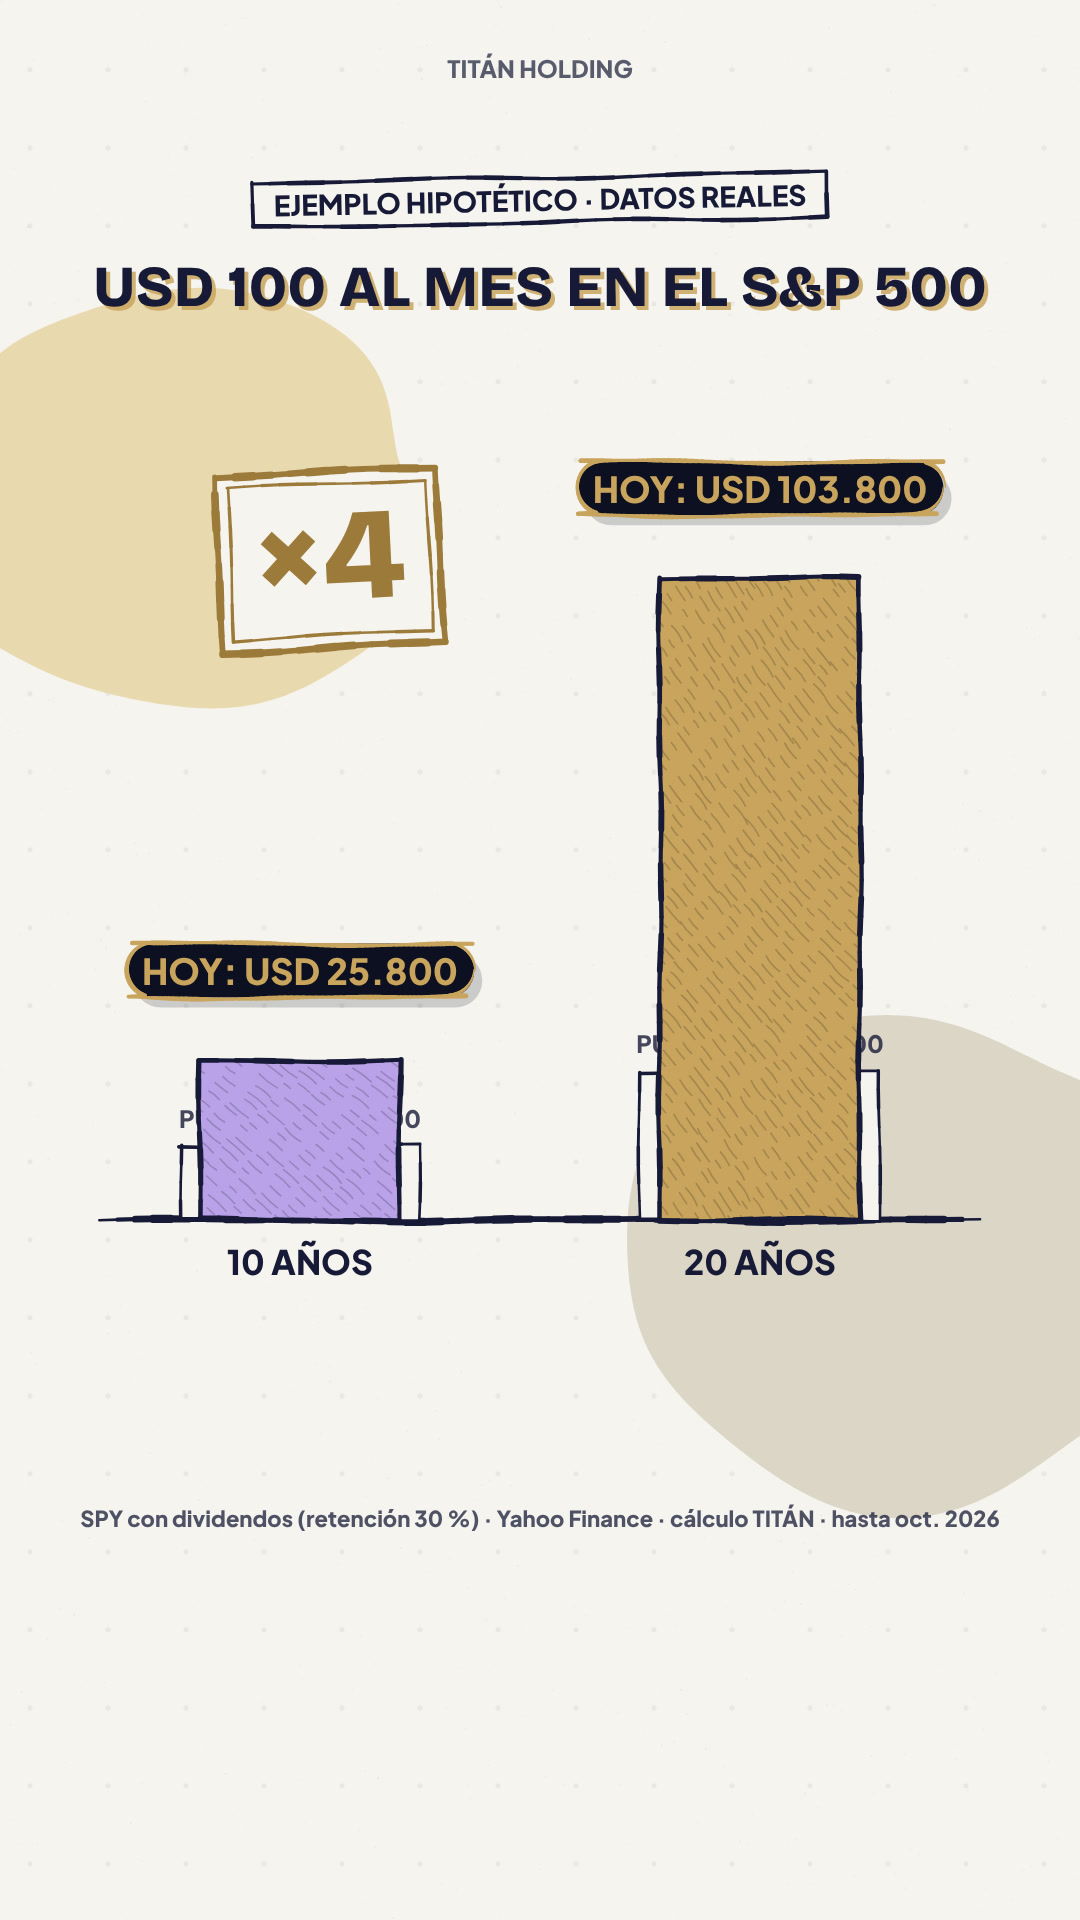 TITÁN HOLDING
EJEMPLO HIPOTÉTICO · DATOS REALES
USD 100 AL MES EN EL S&P 500
×4
HOY: USD 103.800
HOY: USD 25.800
10 AÑOS
20 AÑOS
SPY con dividendos (retención 30 %) · Yahoo Finance · cálculo TITÁN · hasta oct. 2026